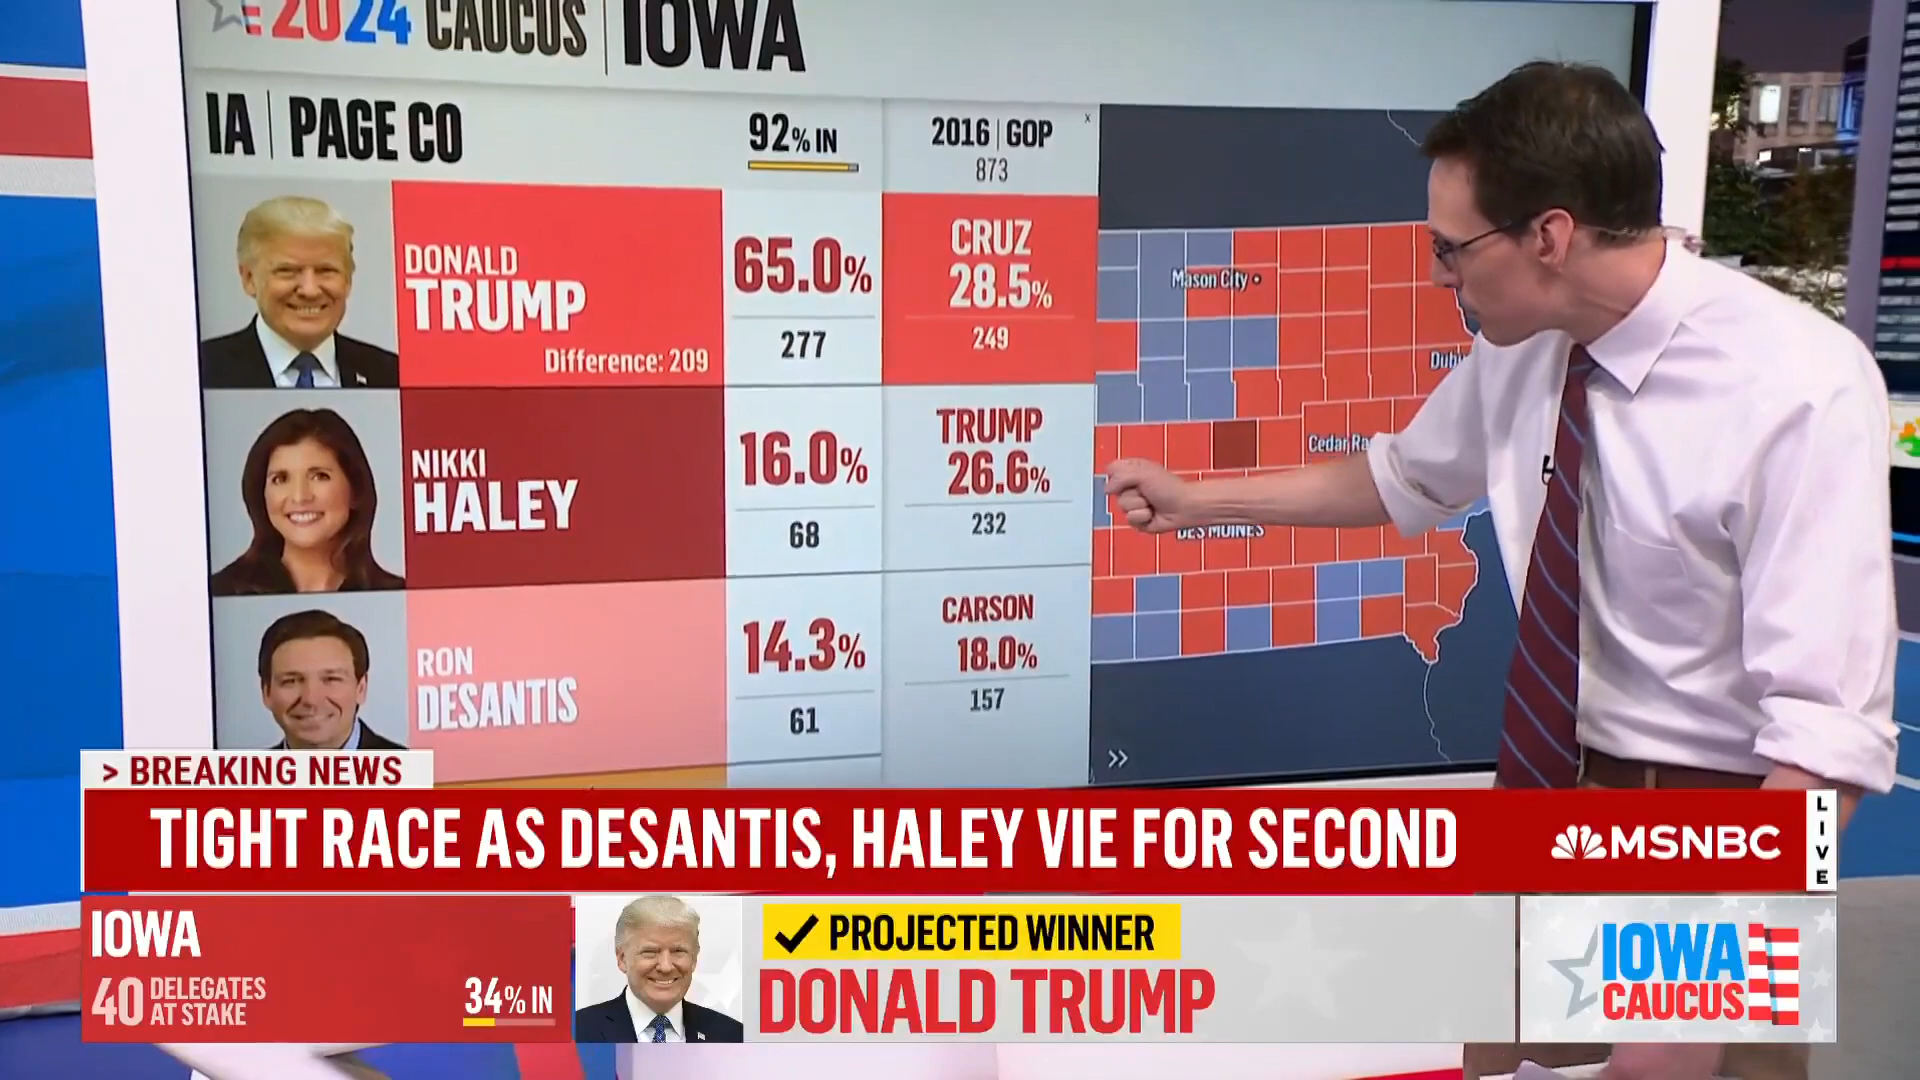 2024 CAUCUS | IOWA
IA | PAGE CO
92% IN
2016 | GOP
873
x
DONALD
TRUMP
Difference: 209
65.0%
277
CRUZ
28.5%
249
NIKKI
HALEY
16.0%
68
TRUMP
26.6%
232
RON
DESANTIS
14.3%
61
CARSON
18.0%
157
Mason City
Cedar Ra
DES MOINES
>>
> BREAKING NEWS
TIGHT RACE AS DESANTIS, HALEY VIE FOR SECOND
MSNBC
LIVE
IOWA
40 DELEGATES
AT STAKE
34% IN
PROJECTED WINNER
DONALD TRUMP
IOWA
CAUCUS